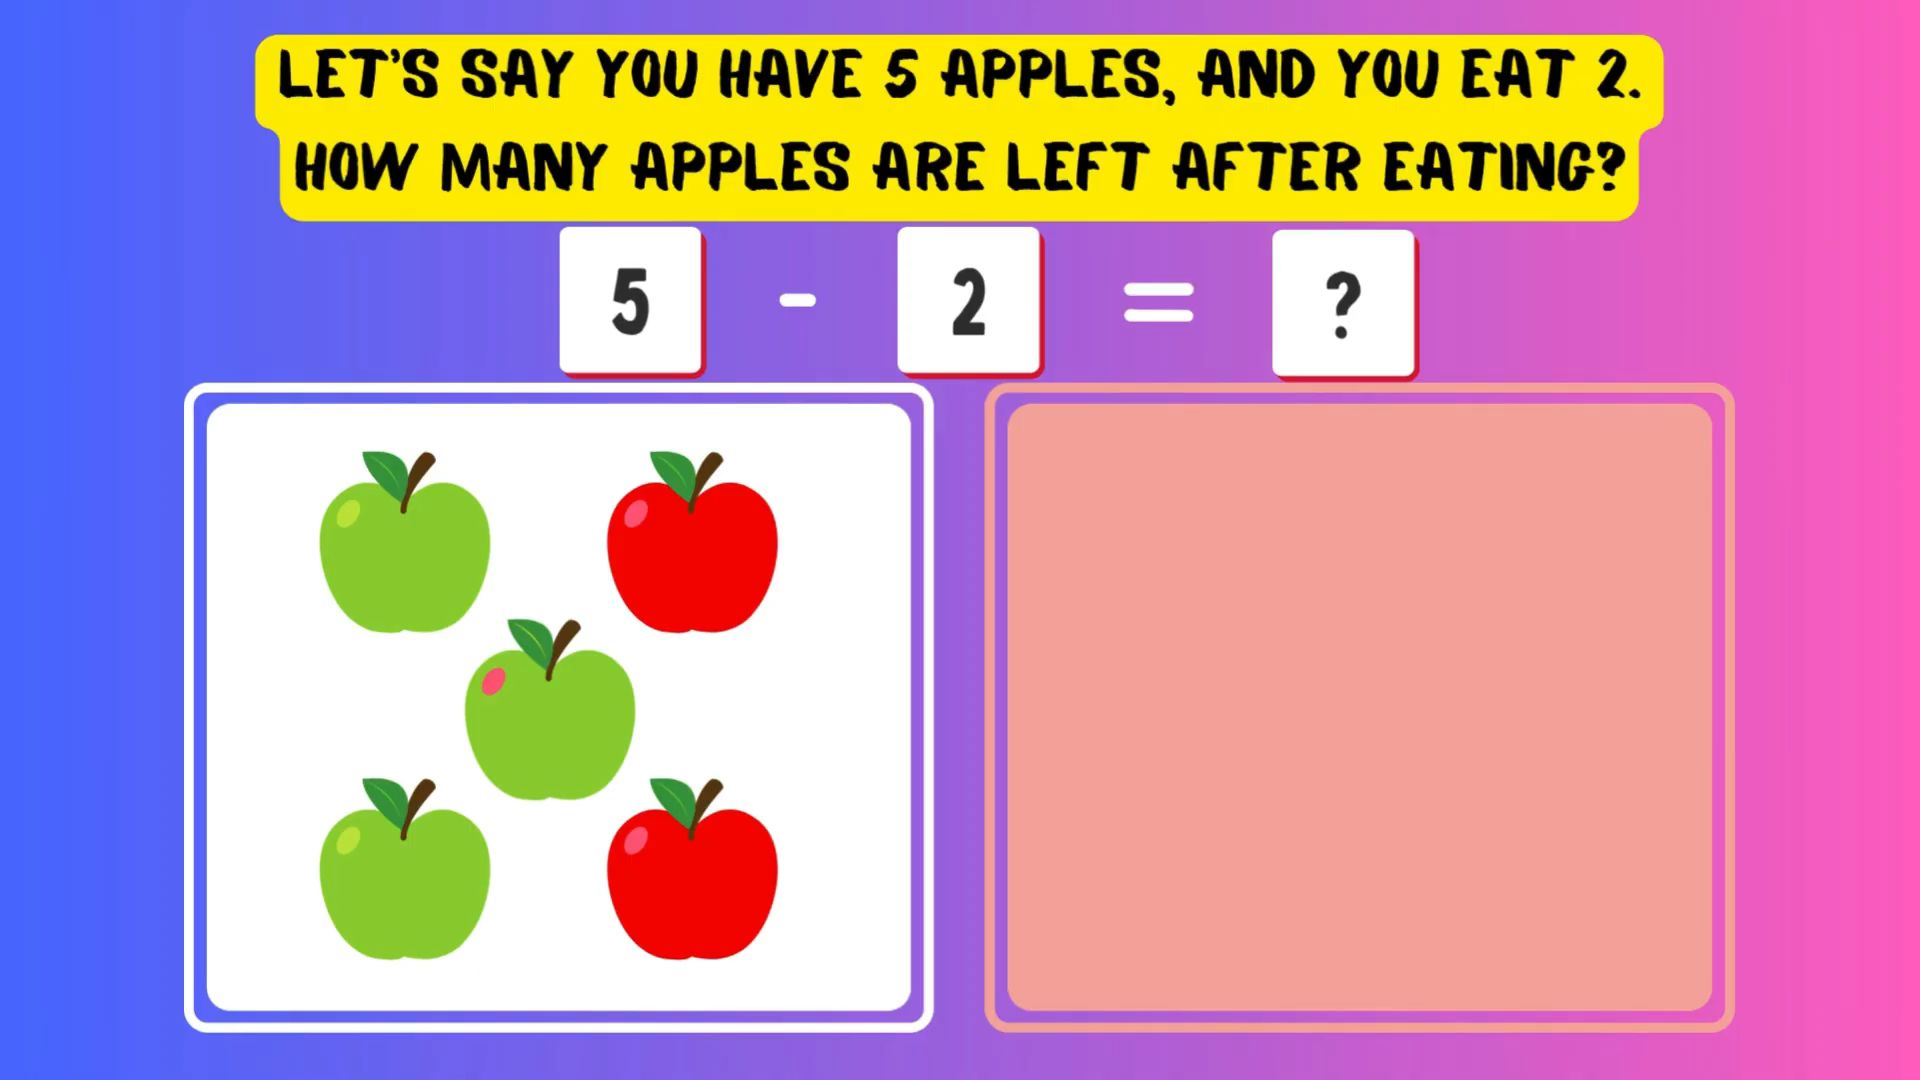 LET'S SAY YOU HAVE 5 APPLES, AND YOU EAT 2.
HOW MANY APPLES ARE LEFT AFTER EATING?
5 - 2 = ?